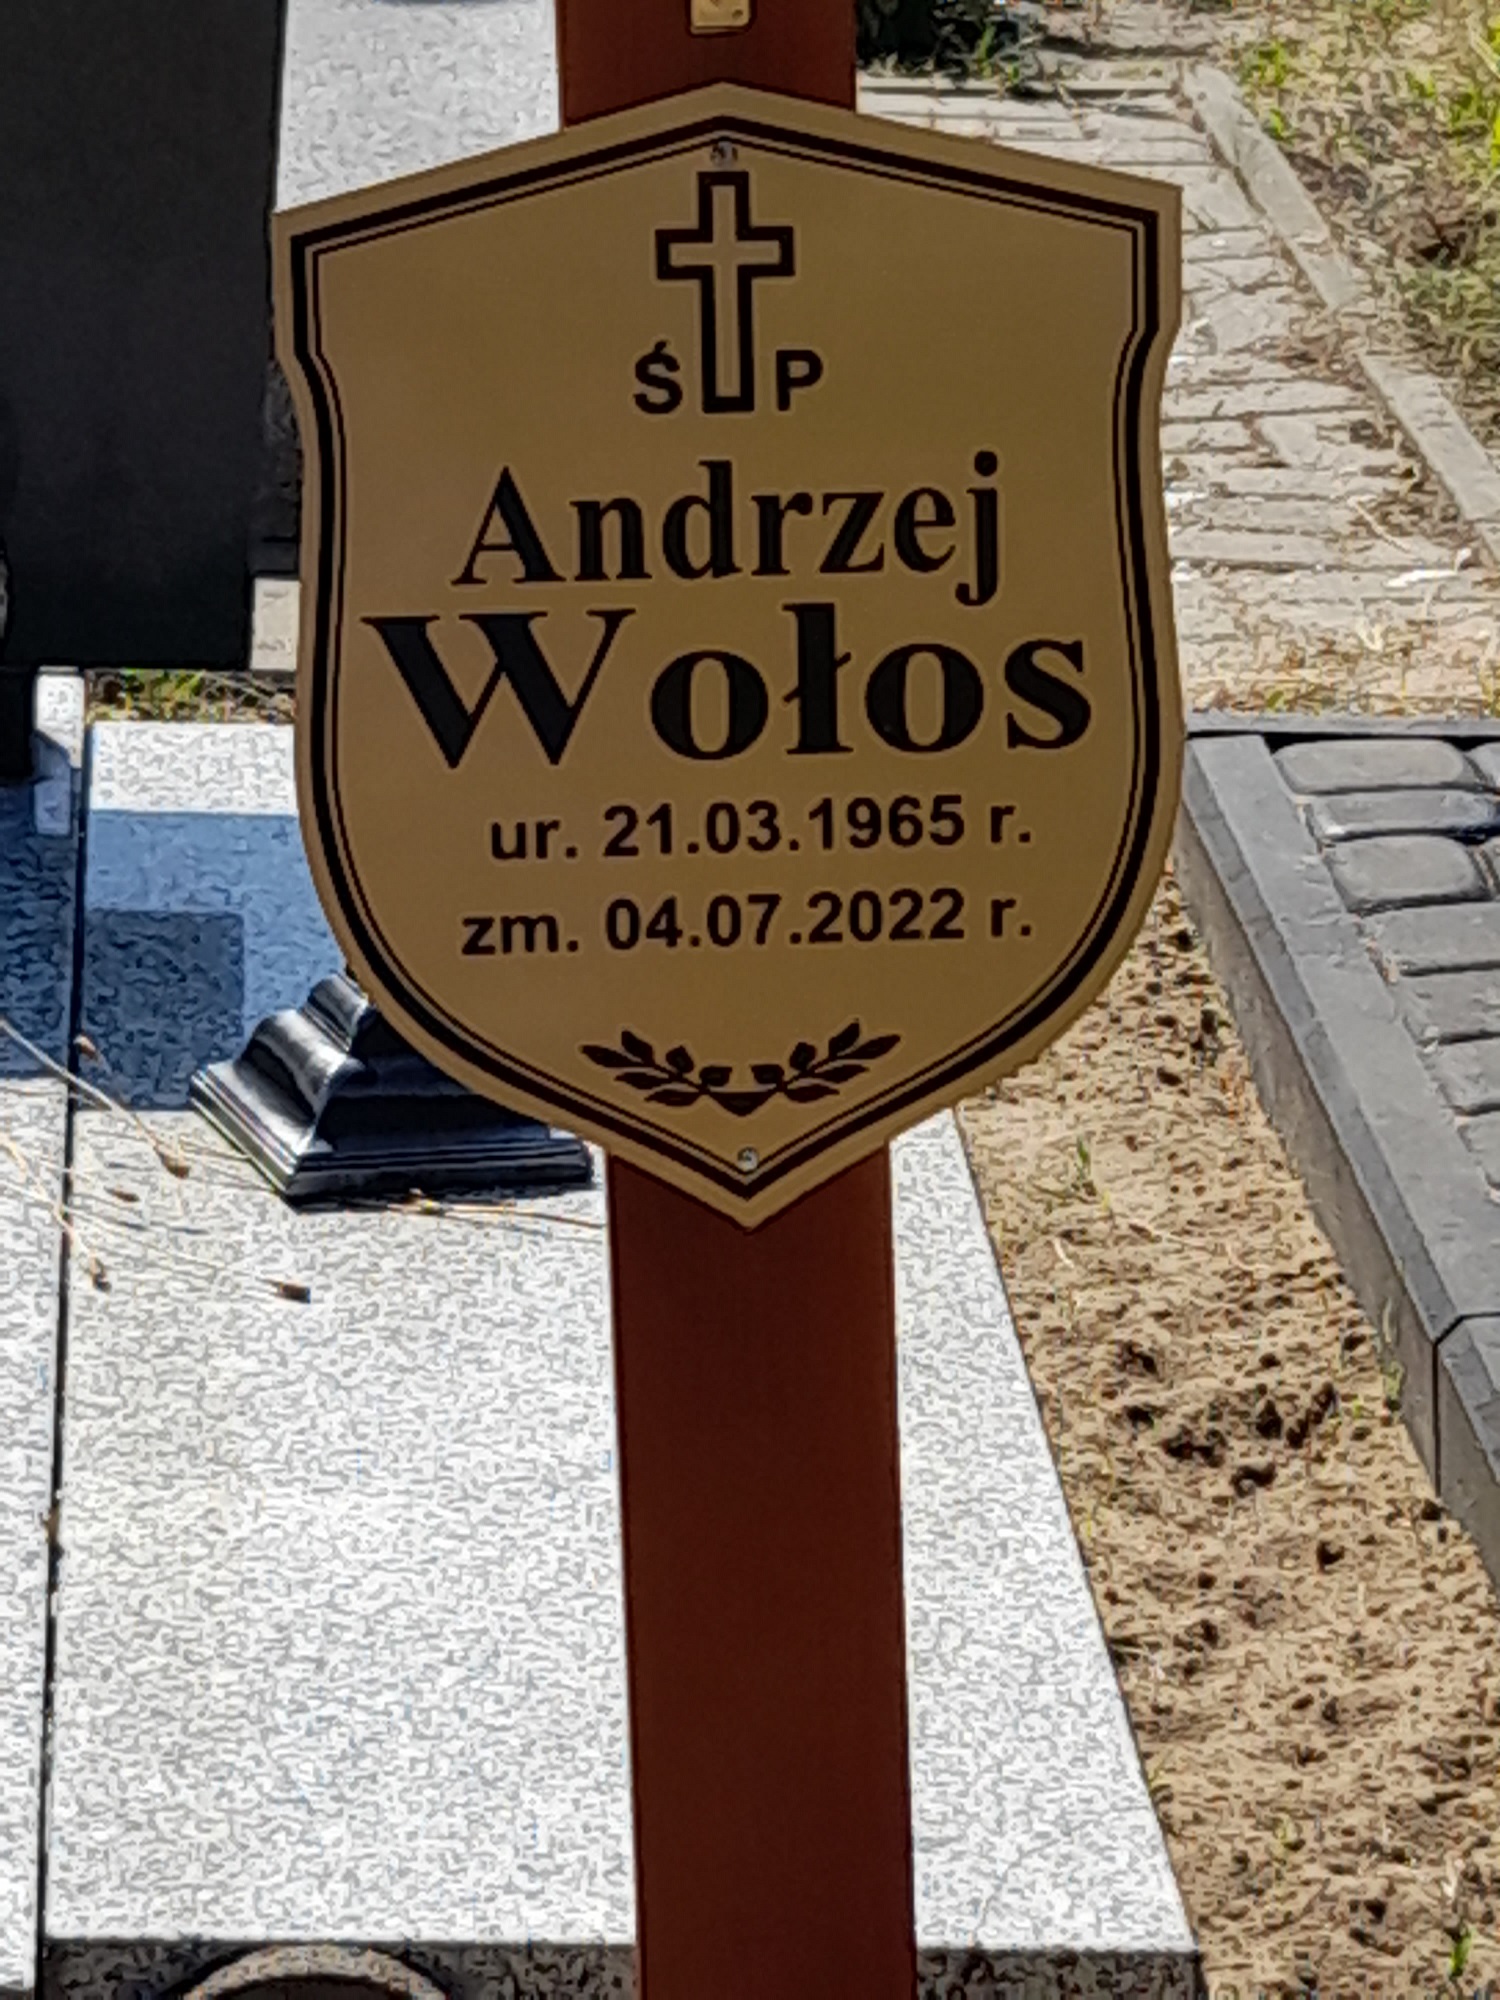 Ś P
Andrzej
Wołos
ur. 21.03.1965 r.
zm. 04.07.2022 r.